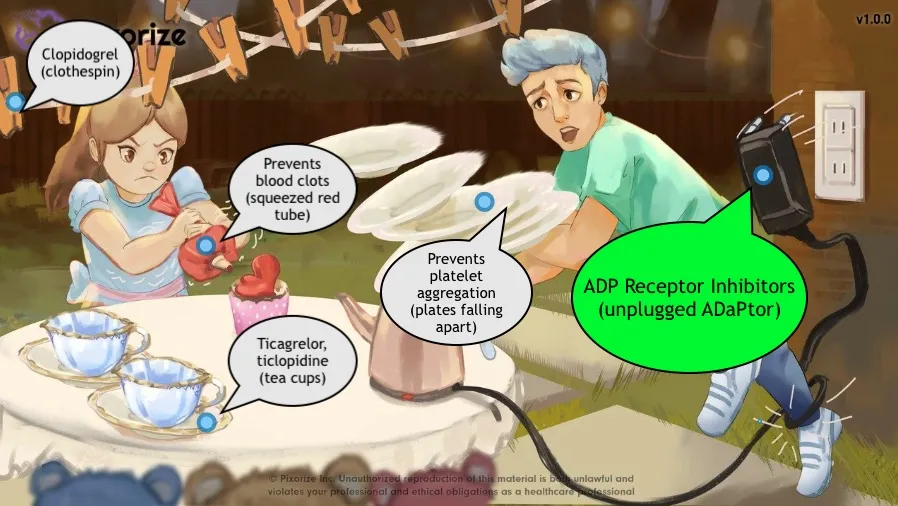 v1.0.0
Clopidogrel
(clothespin)
Prevents
blood clots
(squeezed red
tube)
Prevents
platelet
aggregation
(plates falling
apart)
ADP Receptor Inhibitors
(unplugged ADaPtor)
Ticagrelor,
ticlopidine
(tea cups)
© Pixorize Inc. Unauthorized reproduction of this material is both unlawful and
violates your professional and ethical obligations as a healthcare professional